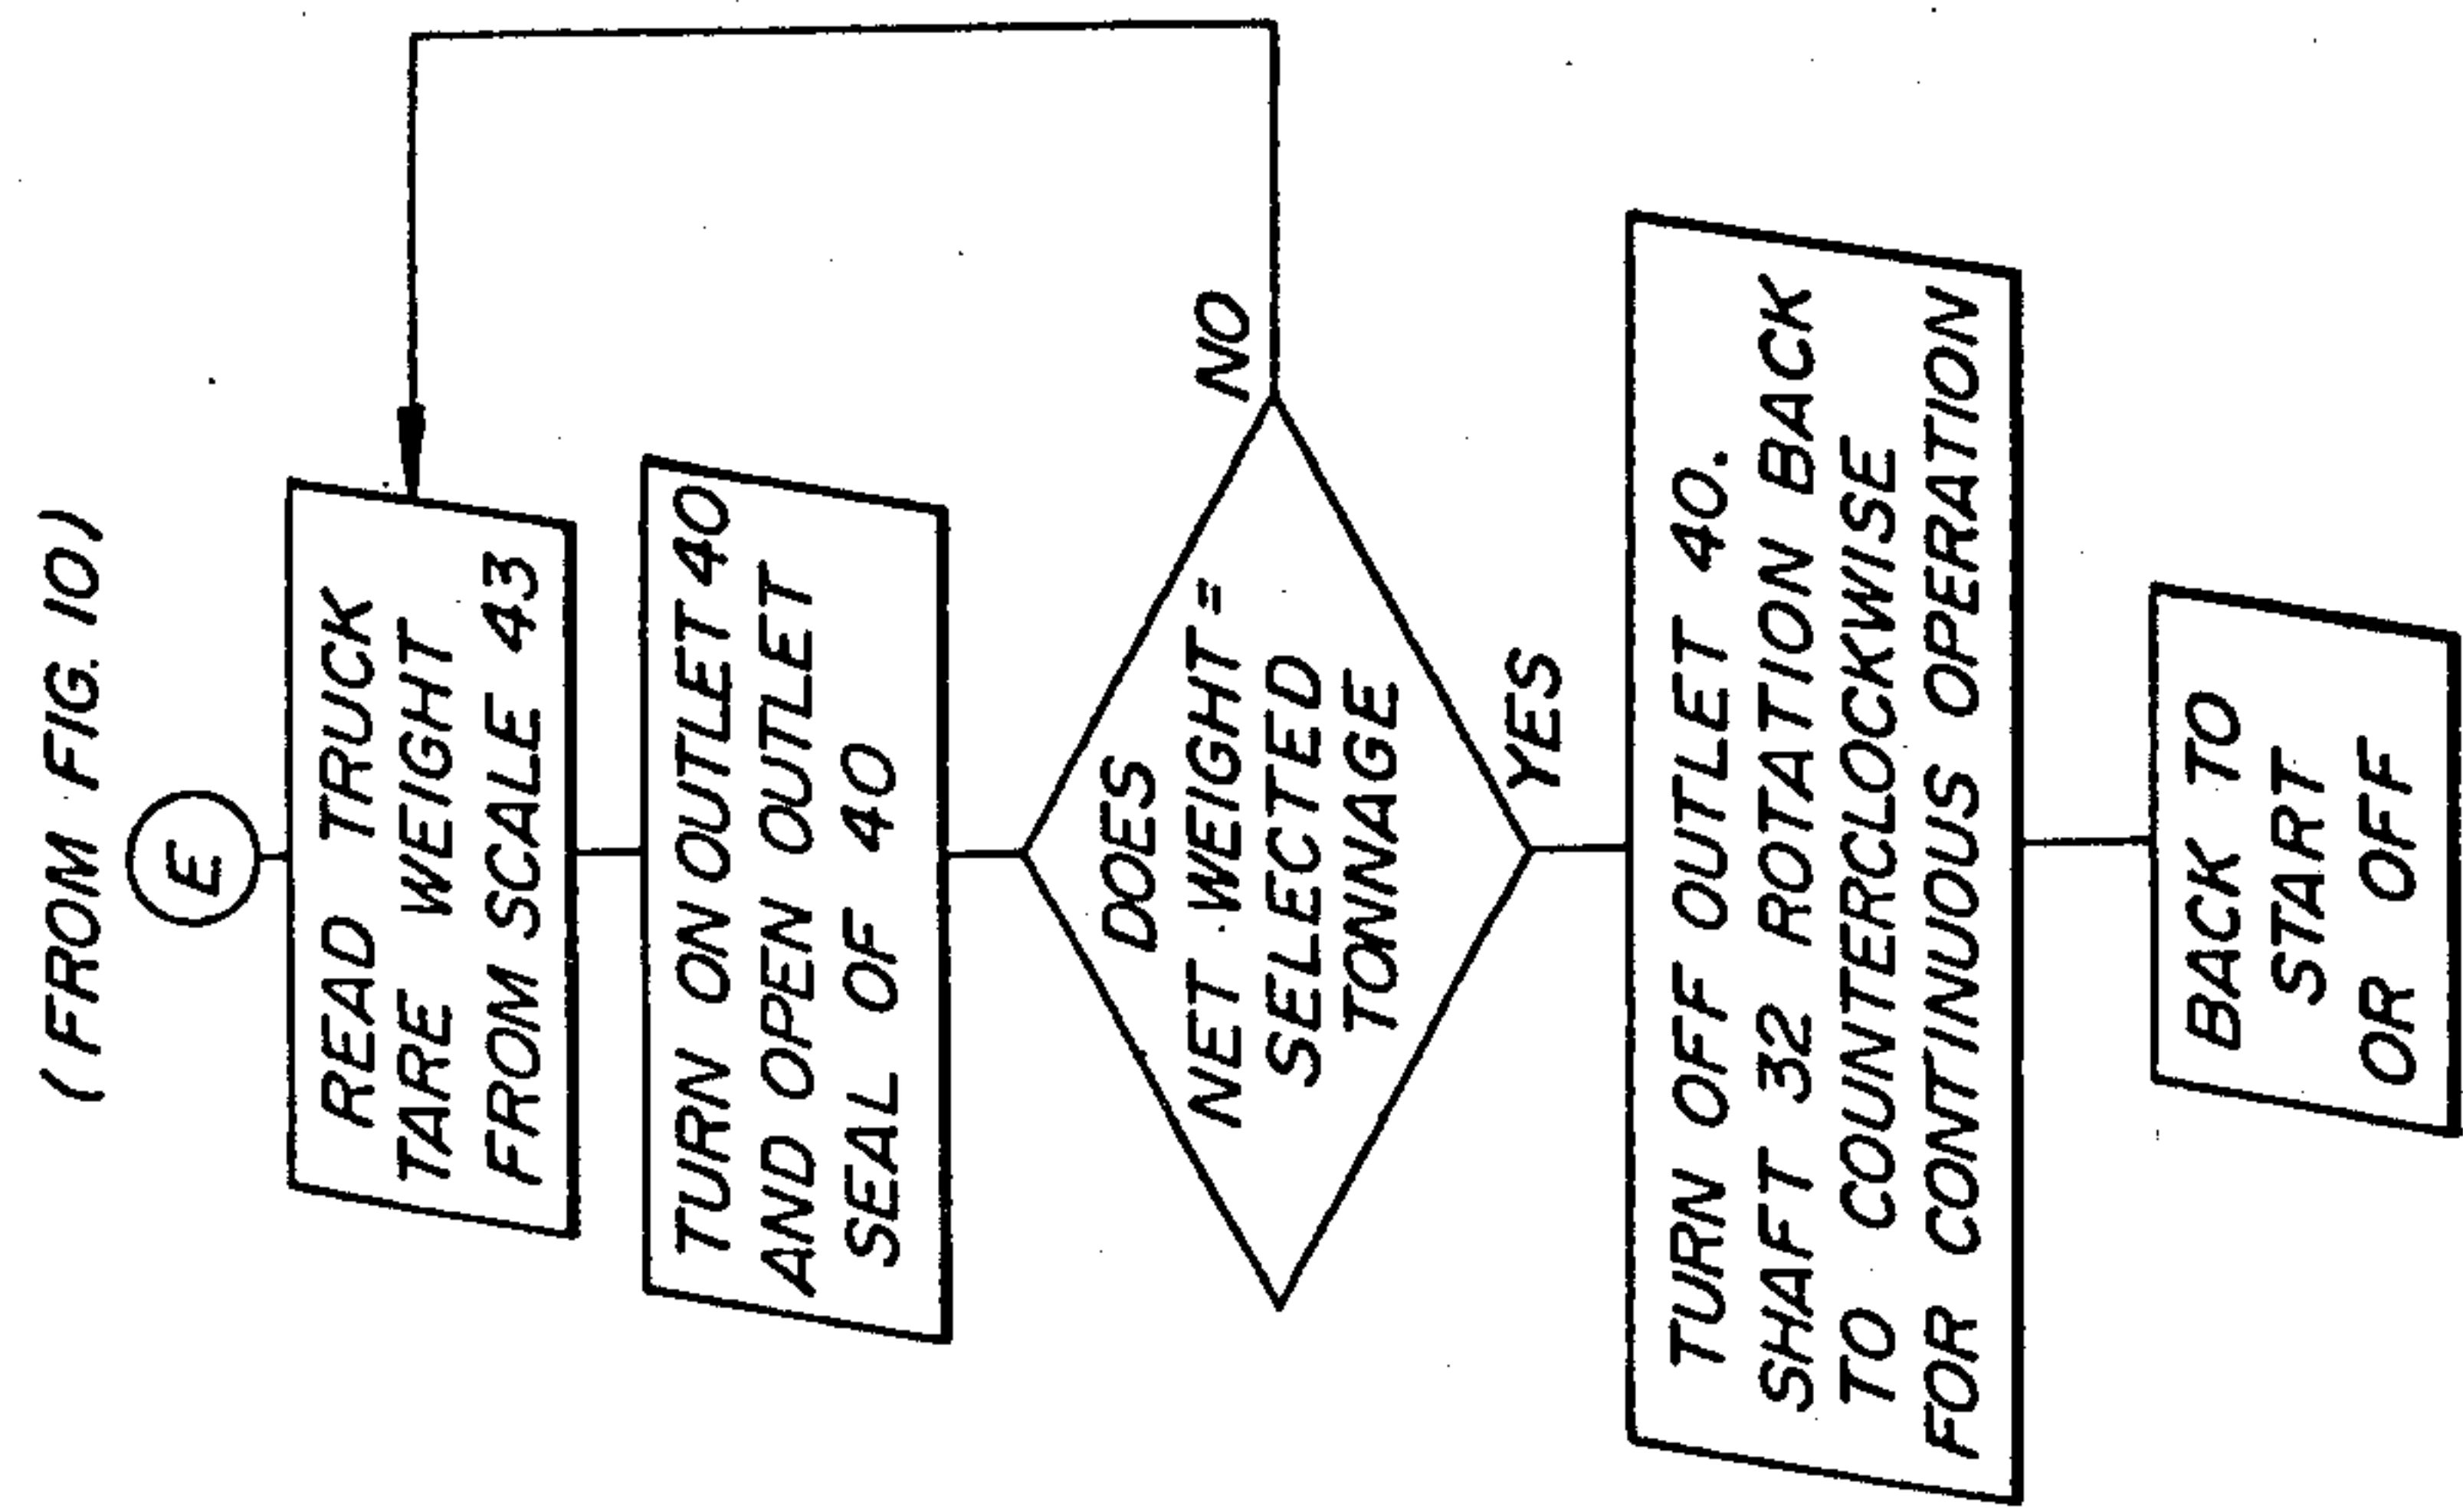 (FROM FIG. 10)
E
READ TRUCK
TARE WEIGHT
FROM SCALE 43
TURN ON OUTLET 40
AND OPEN OUTLET
SEAL OF 40
DOES
NET WEIGHT =
SELECTED
TONNAGE
NO
YES
TURN OFF OUTLET 40.
SHAFT 32 ROTATION BACK
TO COUNTERCLOCKWISE
FOR CONTINUOUS OPERATION
BACK TO
START
OR OFF